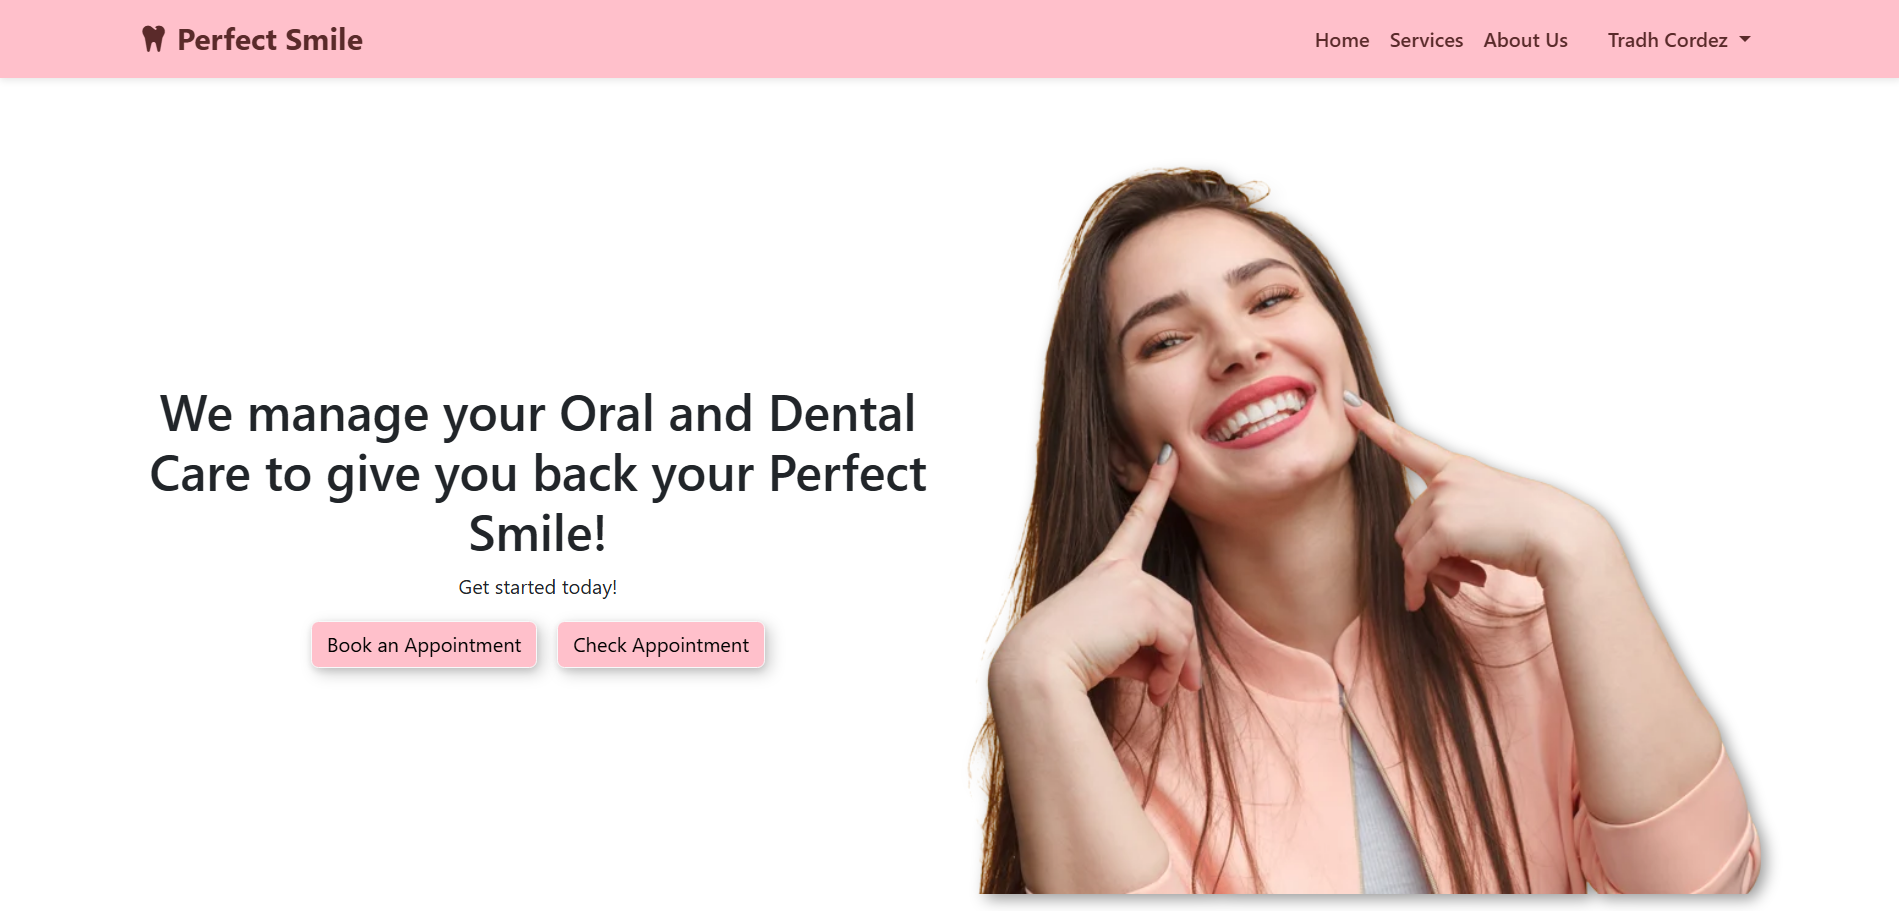 Perfect Smile
Home Services About Us Tradh Cordez
We manage your Oral and Dental
Care to give you back your Perfect
Smile!
Get started today!
Book an Appointment Check Appointment